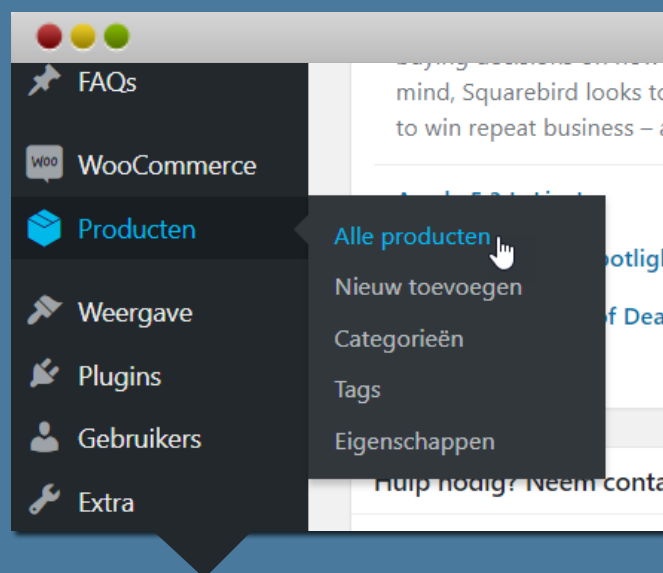 FAQs
mind, Squarebird looks to
to win repeat business –
Woo WooCommerce
Producten
Alle producten
Nieuw toevoegen
Categorieën
Tags
Eigenschappen
Weergave
Plugins
Gebruikers
Extra
Hulp nodig? Neem